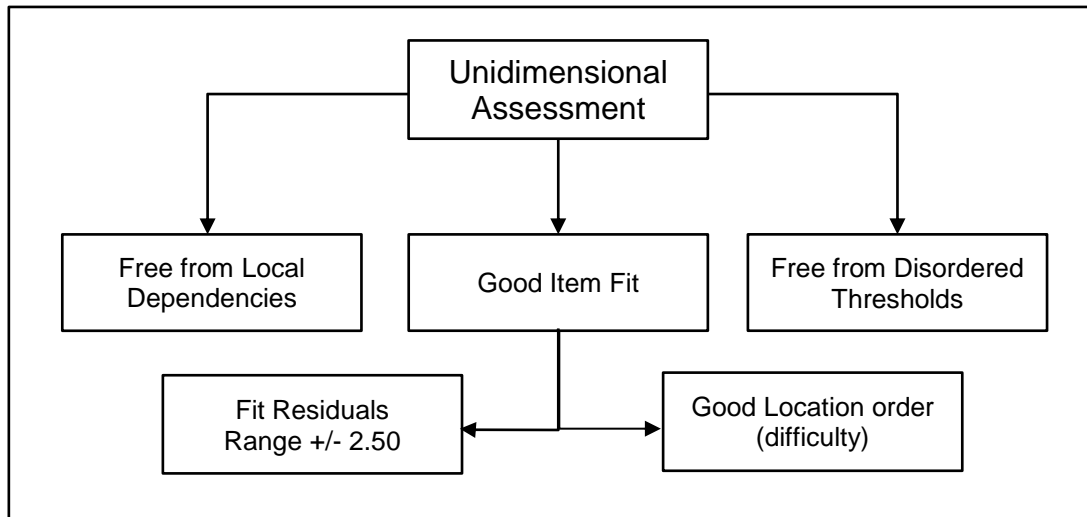 Unidimensional
Assessment
Free from Local
Dependencies
Good Item Fit
Free from Disordered
Thresholds
Fit Residuals
Range +/- 2.50
Good Location order
(difficulty)